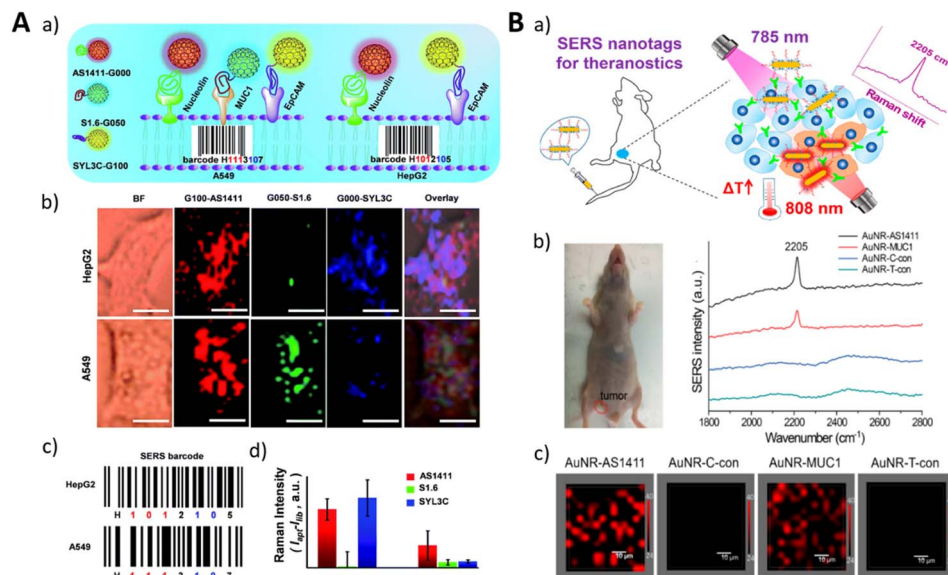 A
a)
AS1411-G000
S1.6-G050
SYL3C-G100
Nucleolin
MUC1
EpCAM
barcode H1113107
A549
Nucleolin
EpCAM
barcode H1012105
HepG2
b)
BF
G100-AS1411
G050-S1.6
G000-SYL3C
Overlay
HepG2
A549
c)
SERS barcode
HepG2
H 1 0 1 2 1 0 5
A549
d)
AS1411
S1.6
SYL3C
Raman Intensity
( Iapt-Ilib , a.u. )
B
a)
SERS nanotags
for theranostics
785 nm
2205 cm
Raman shift
ΔT↑
808 nm
b)
tumor
AuNR-AS1411
AuNR-MUC1
AuNR-C-con
AuNR-T-con
2205
SERS intensity (a.u.)
1800 2000 2200 2400 2600 2800
Wavenumber (cm-1)
c)
AuNR-AS1411
AuNR-C-con
AuNR-MUC1
AuNR-T-con
40
24
10 μm
10 μm
40
24
10 μm
10 μm